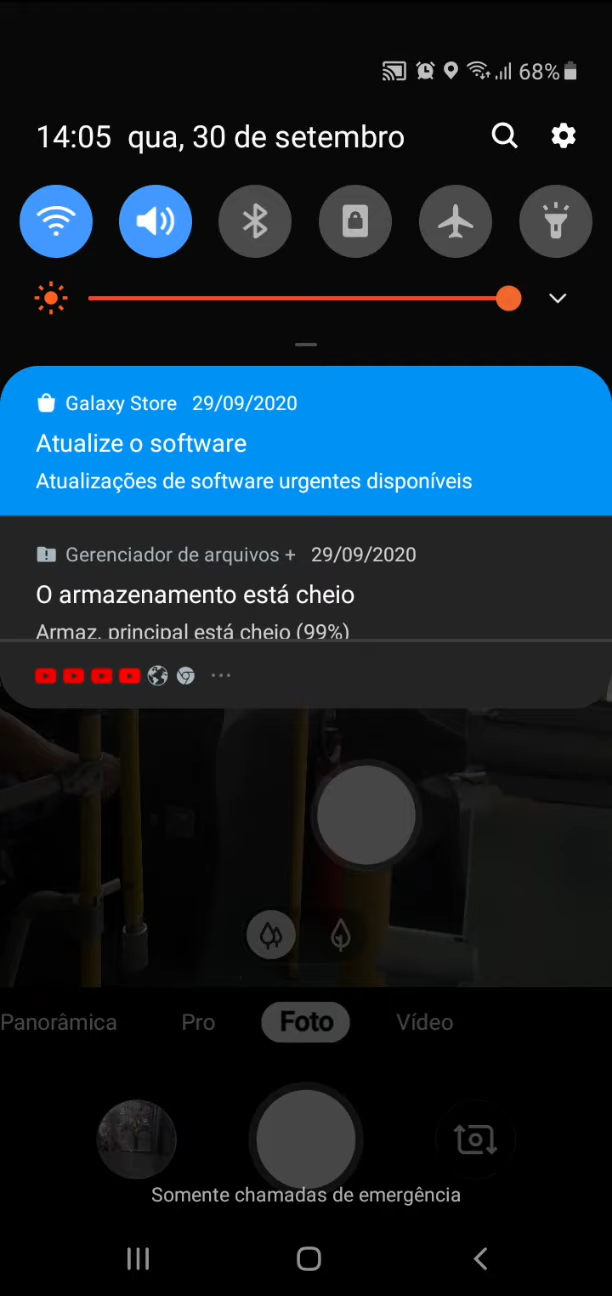 68%
14:05 qua, 30 de setembro
Galaxy Store 29/09/2020
Atualize o software
Atualizações de software urgentes disponíveis
Gerenciador de arquivos + 29/09/2020
O armazenamento está cheio
Armaz. principal está cheio (99%)
Panorâmica Pro Foto Vídeo
Somente chamadas de emergência